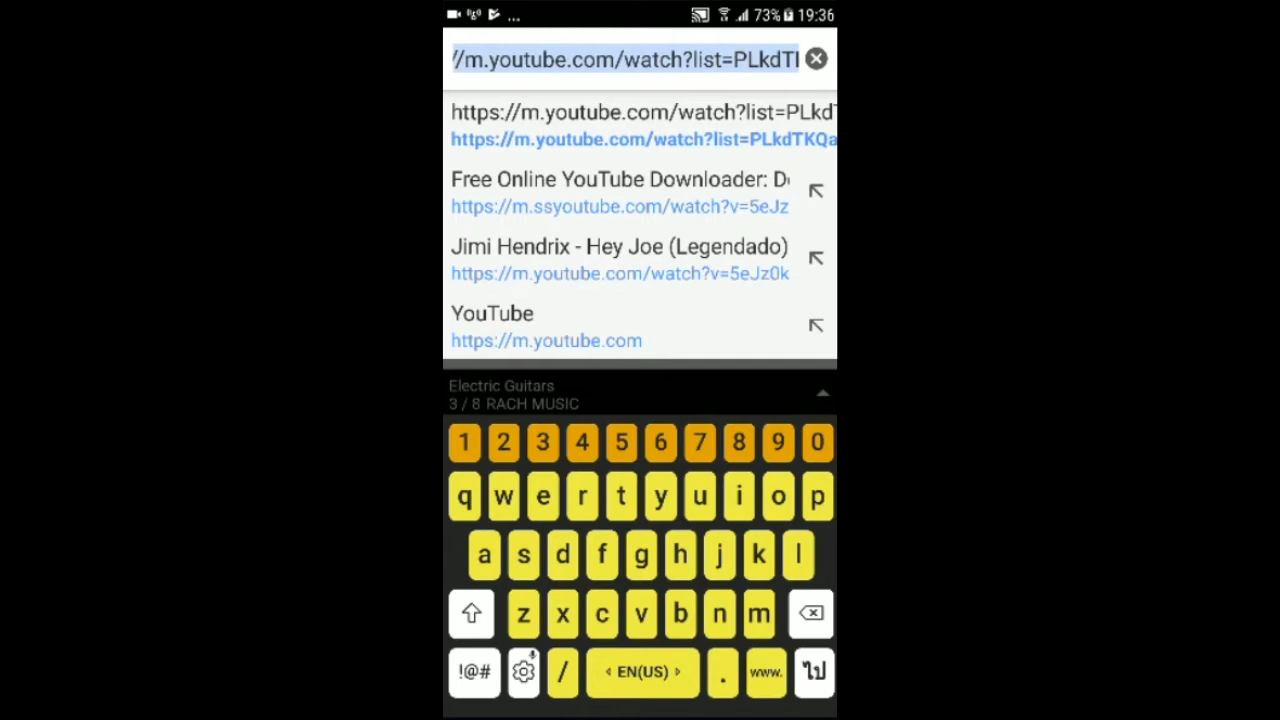 ... 73% 19:36
//m.youtube.com/watch?list=PLkdT
https://m.youtube.com/watch?list=PLkd
https://m.youtube.com/watch?list=PLkdTKQa
Free Online YouTube Downloader: D
https://m.ssyoutube.com/watch?v=5eJz
Jimi Hendrix - Hey Joe (Legendado)
https://m.youtube.com/watch?v=5eJz0k
YouTube
https://m.youtube.com
Electric Guitars
3 / 8 RACH MUSIC
1 2 3 4 5 6 7 8 9 0
q w e r t y u i o p
a s d f g h j k l
z x c v b n m
!@# / EN(US) . www. ไป